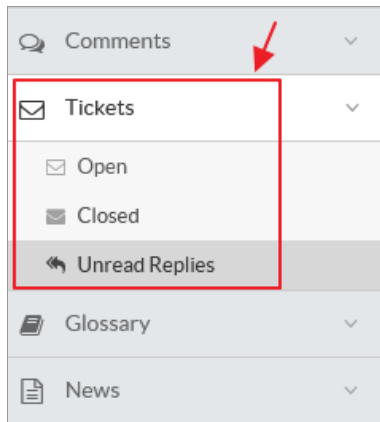 Comments
Tickets
Open
Closed
Unread Replies
Glossary
News